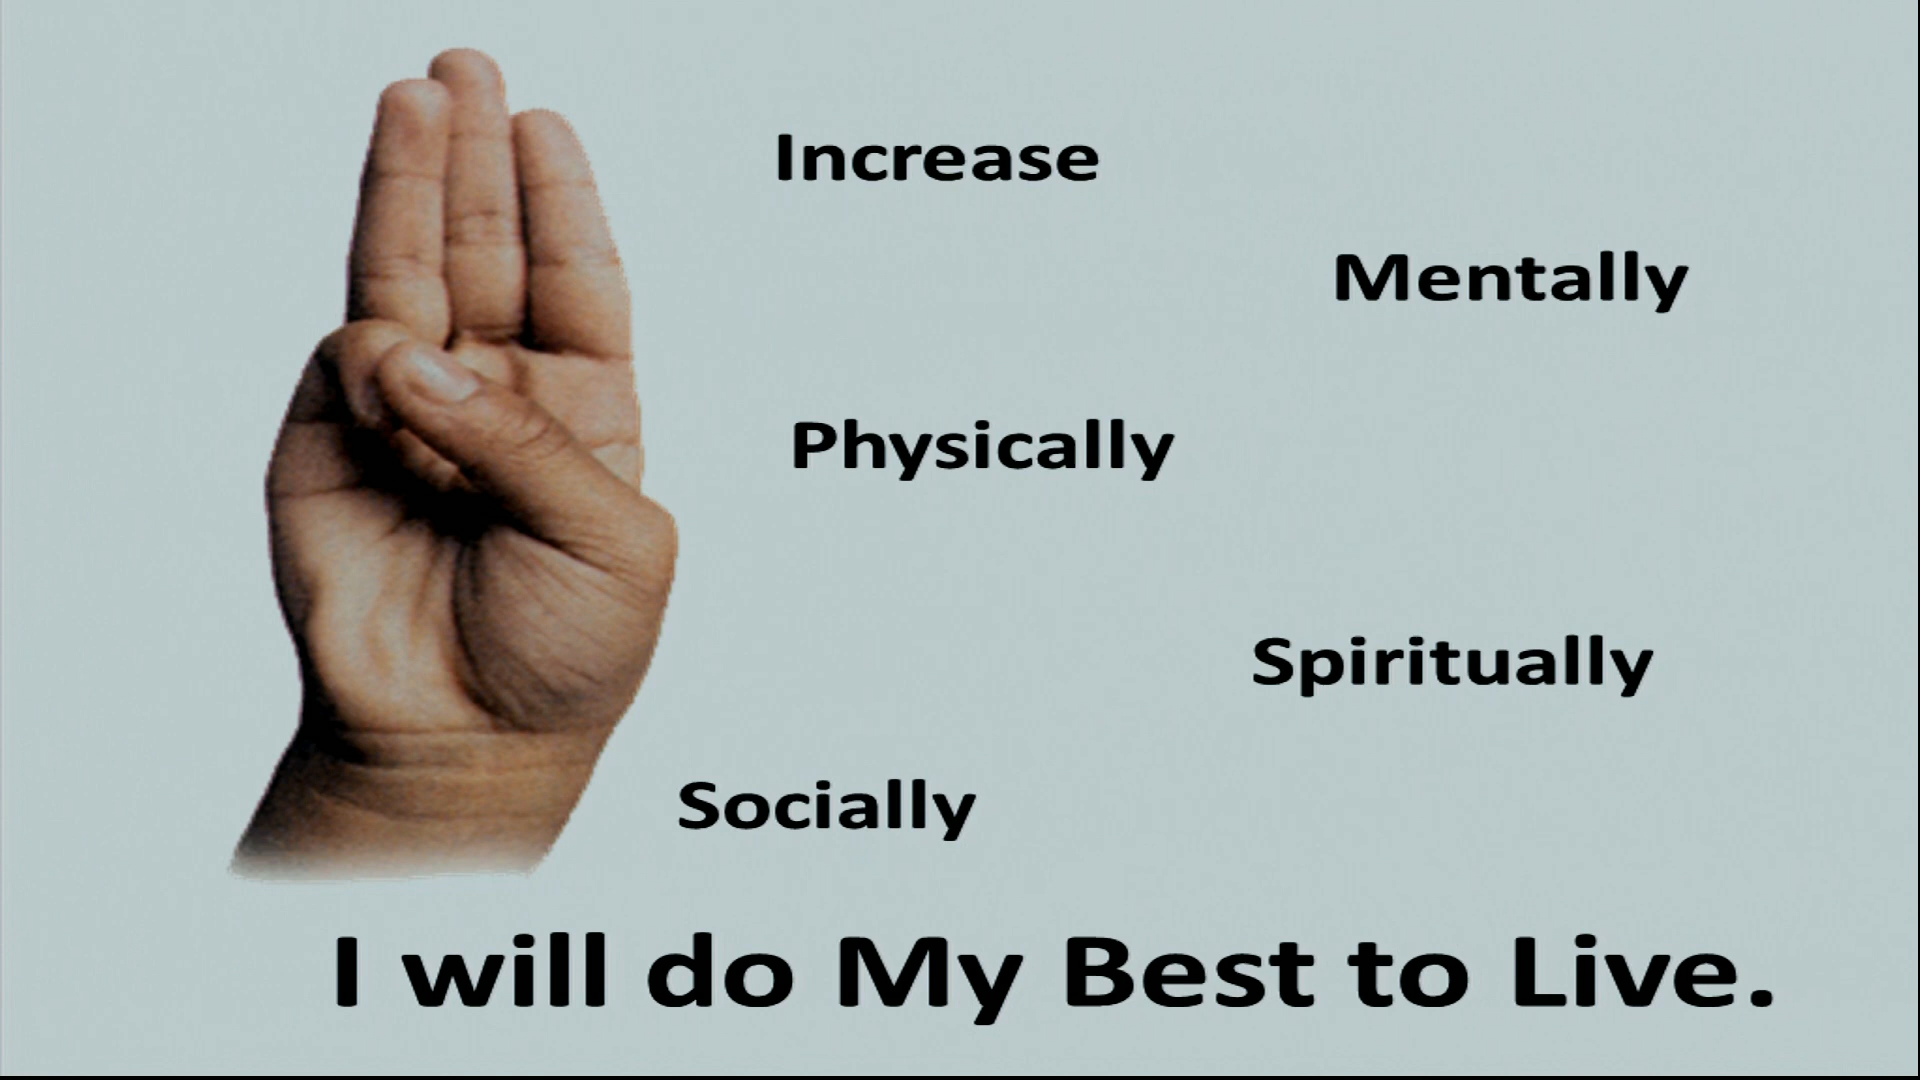 Increase
Mentally
Physically
Spiritually
Socially
I will do My Best to Live.